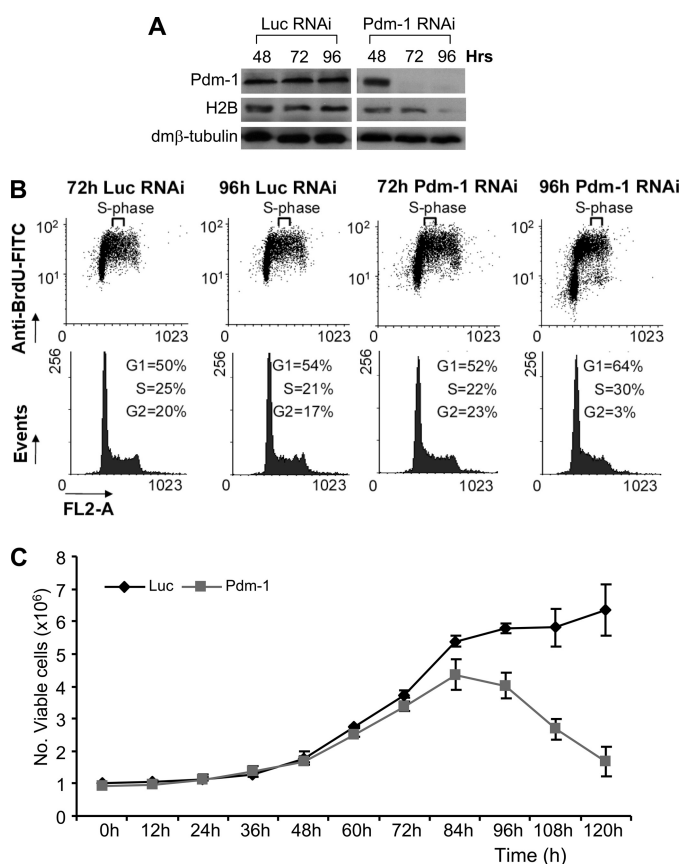 A
Luc RNAi Pdm-1 RNAi
48 72 96 48 72 96 Hrs
Pdm-1
H2B
dmβ-tubulin
B
72h Luc RNAi 96h Luc RNAi 72h Pdm-1 RNAi 96h Pdm-1 RNAi
S-phase S-phase S-phase S-phase
Anti-BrdU-FITC
10² 10² 10² 10²
10¹ 10¹ 10¹ 10¹
0 1023 0 1023 0 1023 0 1023
Events
256 256 256 256
G1=50% G1=54% G1=52% G1=64%
S=25% S=21% S=22% S=30%
G2=20% G2=17% G2=23% G2=3%
0 1023 0 1023 0 1023 0 1023
FL2-A
C
No. Viable cells (x10⁶)
8
7
6
5
4
3
2
1
0
Luc Pdm-1
0h 12h 24h 36h 48h 60h 72h 84h 96h 108h 120h
Time (h)